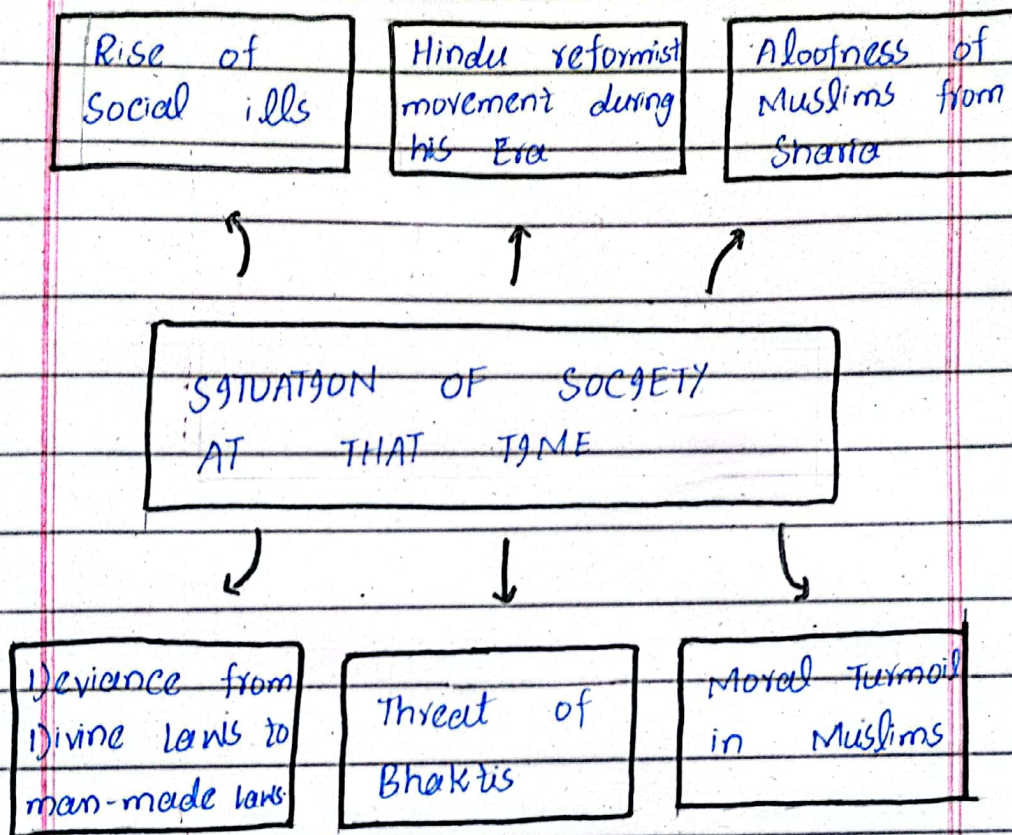 Rise of
Social ills
Hindu reformist
movement during
his Era
Aloofness of
Muslims from
Sharia
SITUATION OF SOCIETY
AT THAT TIME
Deviance from
Divine Laws to
man-made laws.
Threat of
Bhaktis
Moral Turmoil
in Muslims